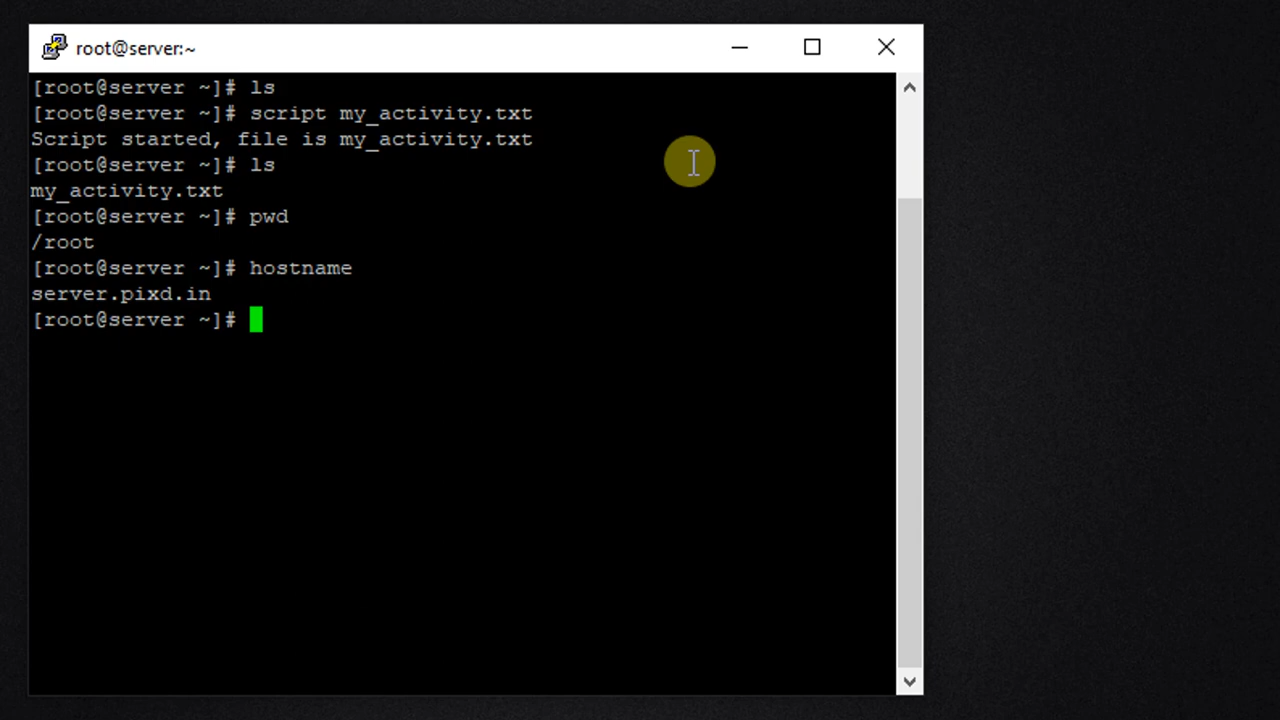 root@server:~
[root@server ~]# ls
[root@server ~]# script my_activity.txt
Script started, file is my_activity.txt
[root@server ~]# ls
my_activity.txt
[root@server ~]# pwd
/root
[root@server ~]# hostname
server.pixd.in
[root@server ~]#